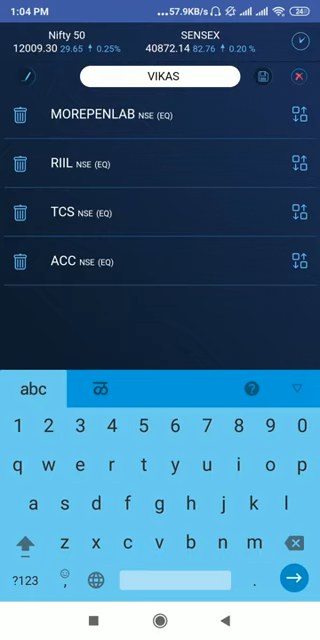 1:04 PM ...57.9KB/s 24
Nifty 50 SENSEX
12009.30 29.65 0.25% 40872.14 82.76 0.20 %
VIKAS
MOREPENLAB NSE (EQ)
RIIL NSE (EQ)
TCS NSE (EQ)
ACC NSE (EQ)
abc ?
1 2 3 4 5 6 7 8 9 0
q w e r t y u i o p
a s d f g h j k l
z x c v b n m
?123 , .